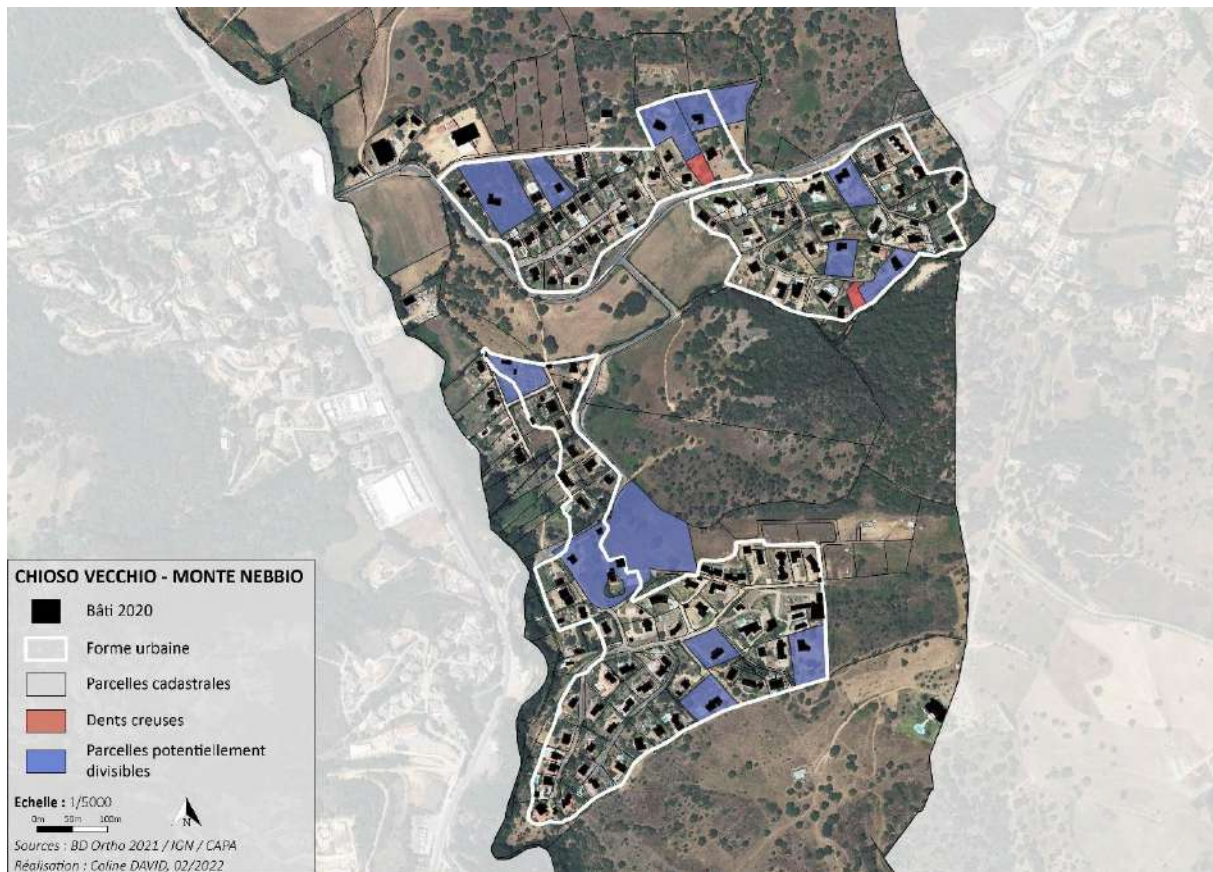 CHIOSO VECCHIO - MONTE NEBBIO
Bâti 2020
Forme urbaine
Parcelles cadastrales
Dents creuses
Parcelles potentiellement
divisibles
Echelle : 1/5000
0m 50m 100m
N
Sources : BD Ortho 2021 / IGN / CAPA
Réalisation : Coline DAVID, 02/2022